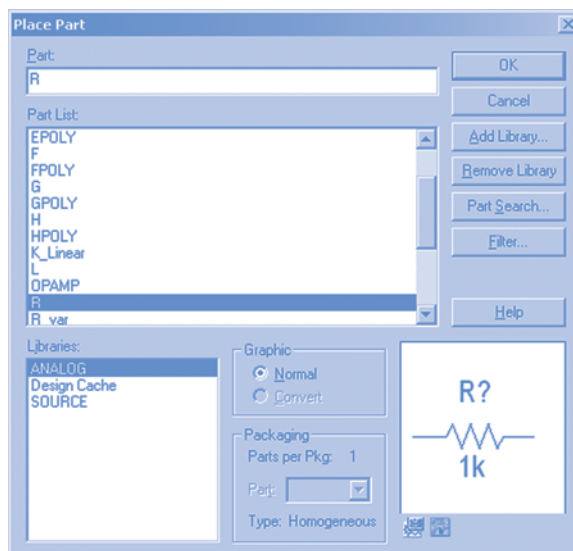 Place Part
Part:
R
OK
Cancel
Part List:
EPOLY
F
FPOLY
G
GPOLY
H
HPOLY
K_Linear
L
OPAMP
R
R_var
Add Library...
Remove Library
Part Search...
Filter...
Help
Libraries:
ANALOG
Design Cache
SOURCE
Graphic
Normal
Convert
Packaging
Parts per Pkg: 1
Part:
Type: Homogeneous
R?
1k